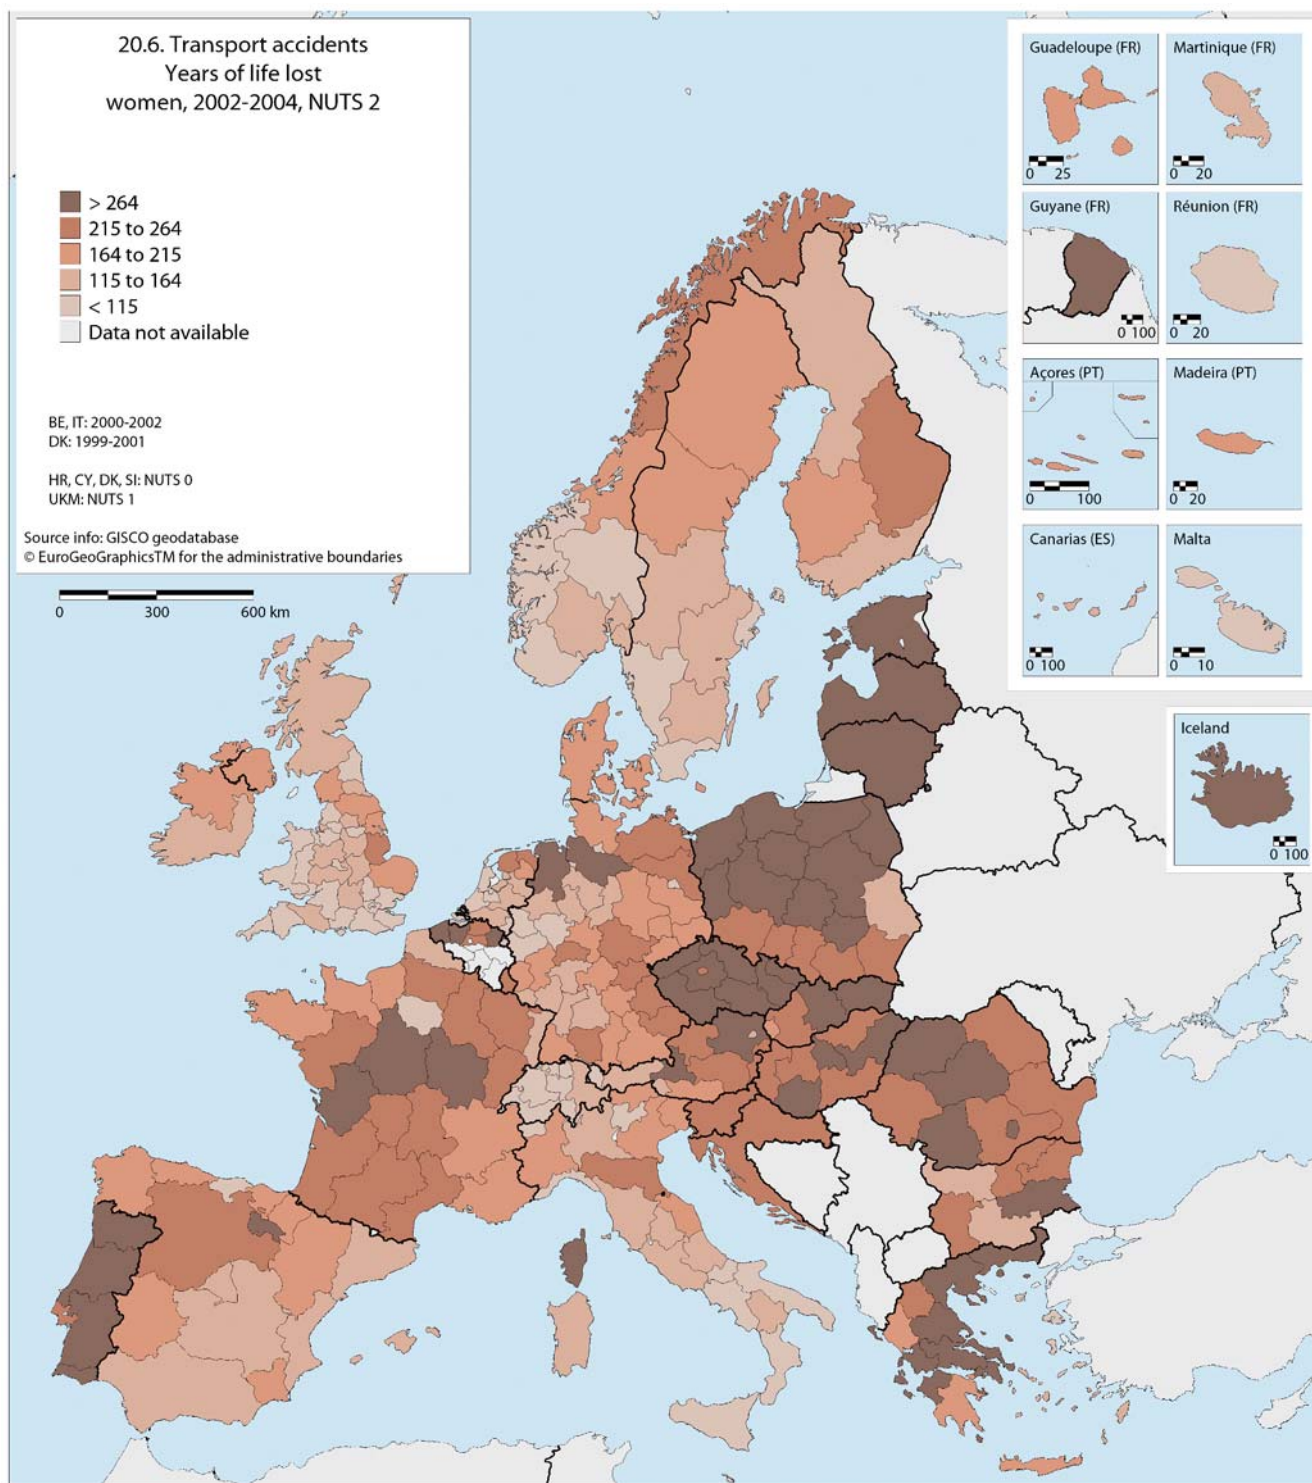 20.6. Transport accidents
Years of life lost
women, 2002-2004, NUTS 2
> 264
215 to 264
164 to 215
115 to 164
< 115
Data not available
BE, IT: 2000-2002
DK: 1999-2001
HR, CY, DK, SI: NUTS 0
UKM: NUTS 1
Source info: GISCO geodatabase
© EuroGeoGraphicsTM for the administrative boundaries
0 300 600 km
Guadeloupe (FR)
0 25
Martinique (FR)
0 20
Guyane (FR)
0 100
Réunion (FR)
0 20
Açores (PT)
0 100
Madeira (PT)
0 20
Canarias (ES)
0 100
Malta
0 10
Iceland
0 100